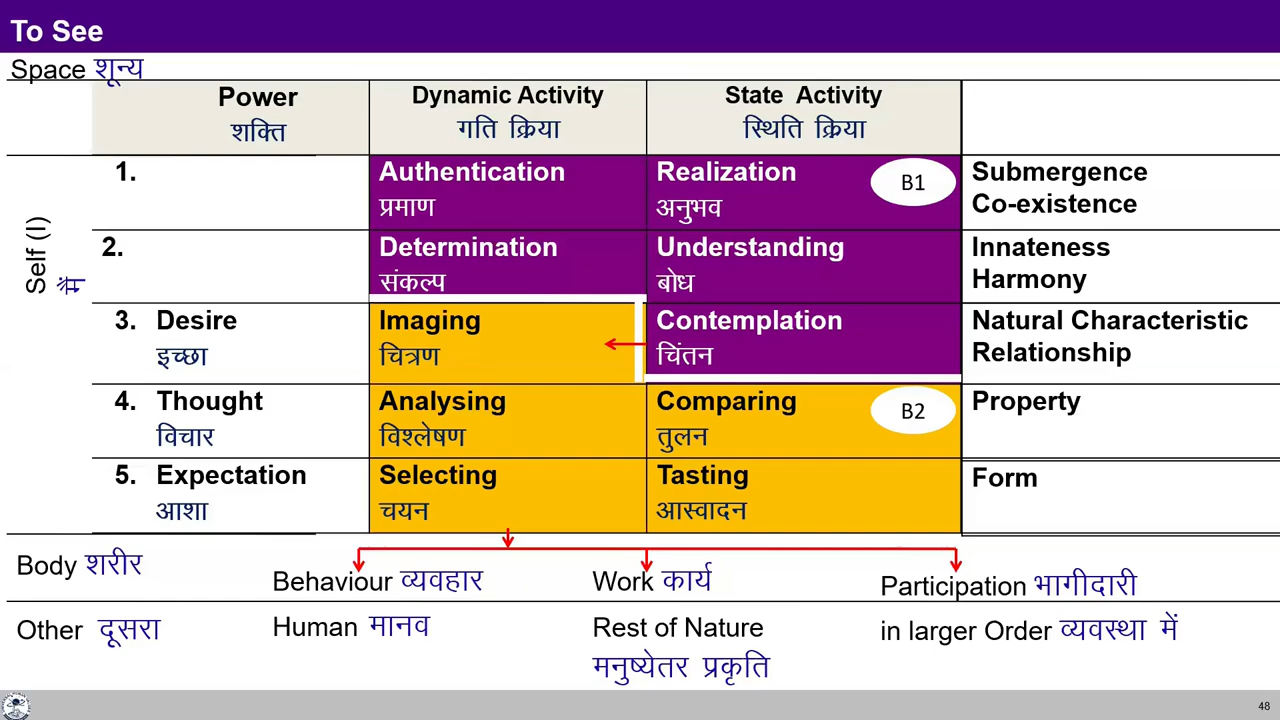 To See
Space शून्य
Power
शक्ति
Dynamic Activity
गति क्रिया
State Activity
स्थिति क्रिया
Self (I)
मैं
1.
Authentication
प्रमाण
Realization
अनुभव
B1
Submergence
Co-existence
2.
Determination
संकल्प
Understanding
बोध
Innateness
Harmony
3. Desire
इच्छा
Imaging
चित्रण
Contemplation
चिंतन
Natural Characteristic
Relationship
4. Thought
विचार
Analysing
विश्लेषण
Comparing
तुलन
B2
Property
5. Expectation
आशा
Selecting
चयन
Tasting
आस्वादन
Form
Body शरीर
Behaviour व्यवहार
Work कार्य
Participation भागीदारी
Other दूसरा
Human मानव
Rest of Nature
मनुष्येतर प्रकृति
in larger Order व्यवस्था में
48